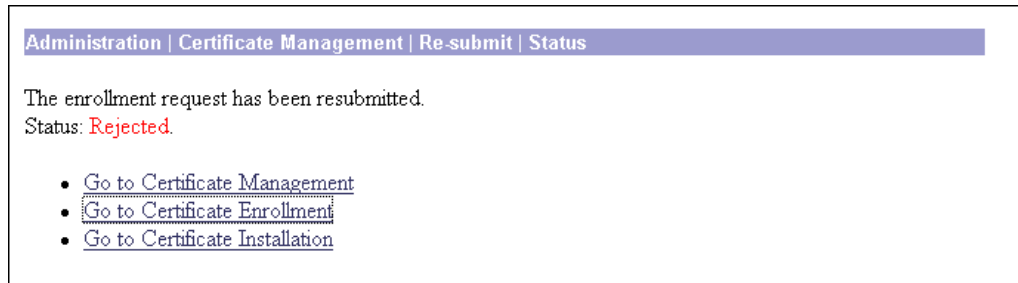 Administration | Certificate Management | Re-submit | Status
The enrollment request has been resubmitted.
Status: Rejected.
Go to Certificate Management
Go to Certificate Enrollment
Go to Certificate Installation